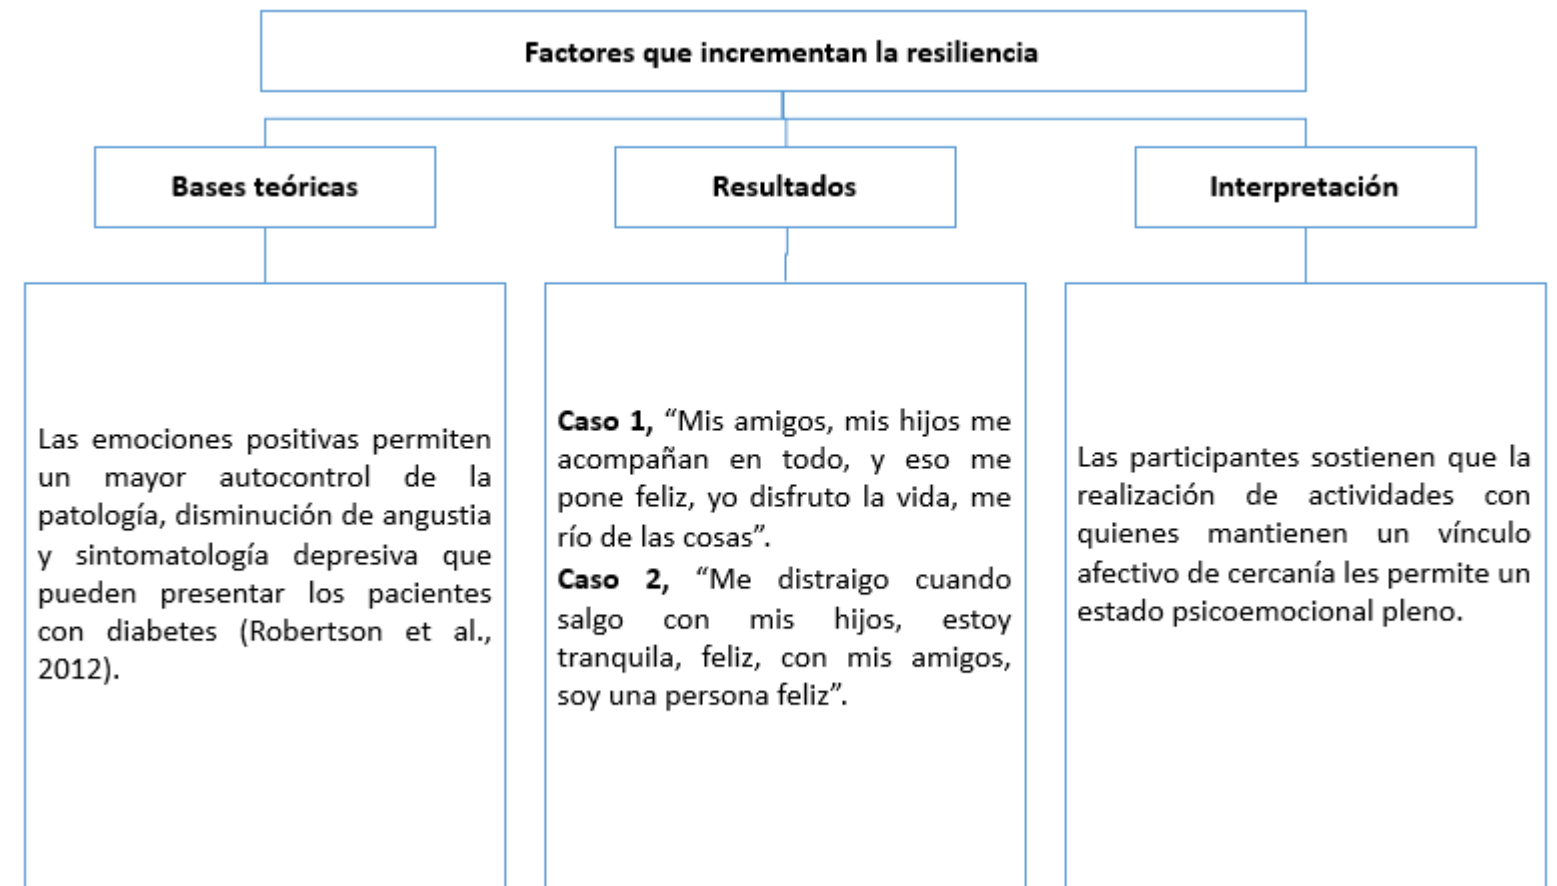 Factores que incrementan la resiliencia
Bases teóricas
Resultados
Interpretación
Las emociones positivas permiten
un mayor autocontrol de la
patología, disminución de angustia
y sintomatología depresiva que
pueden presentar los pacientes
con diabetes (Robertson et al.,
2012).
Caso 1, “Mis amigos, mis hijos me
acompañan en todo, y eso me
pone feliz, yo disfruto la vida, me
río de las cosas”.
Caso 2, “Me distraigo cuando
salgo con mis hijos, estoy
tranquila, feliz, con mis amigos,
soy una persona feliz”.
Las participantes sostienen que la
realización de actividades con
quienes mantienen un vínculo
afectivo de cercanía les permite un
estado psicoemocional pleno.